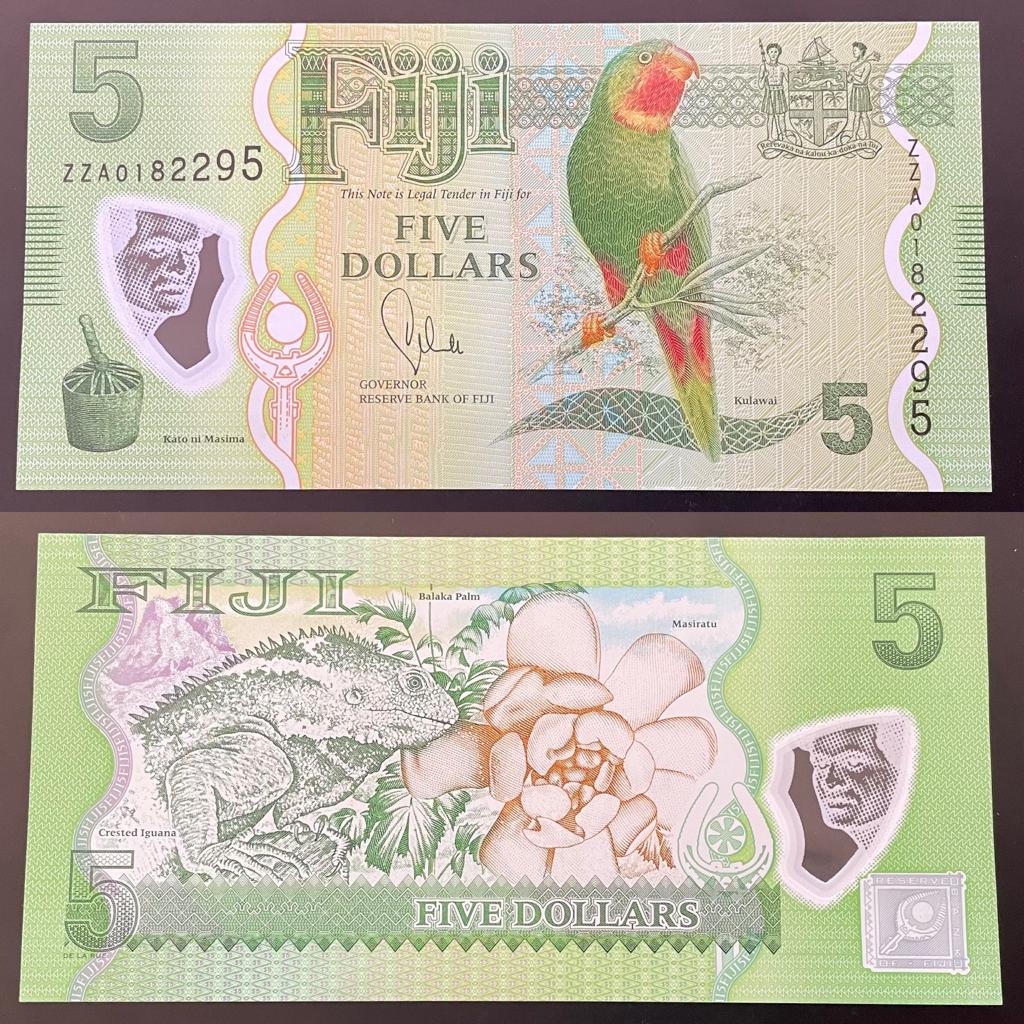 5
Fiji
ZZA0182295
This Note is Legal Tender in Fiji for
FIVE
DOLLARS
GOVERNOR
RESERVE BANK OF FIJI
Kato ni Masima
Kulawai
5
Rerevaka na kalou ka doka na Tui
ZZA0182295
FIJI
Balaka Palm
Masiratu
5
Crested Iguana
5
DE LA RUE
FIVE DOLLARS
RESERVE
BANK
OF FIJI